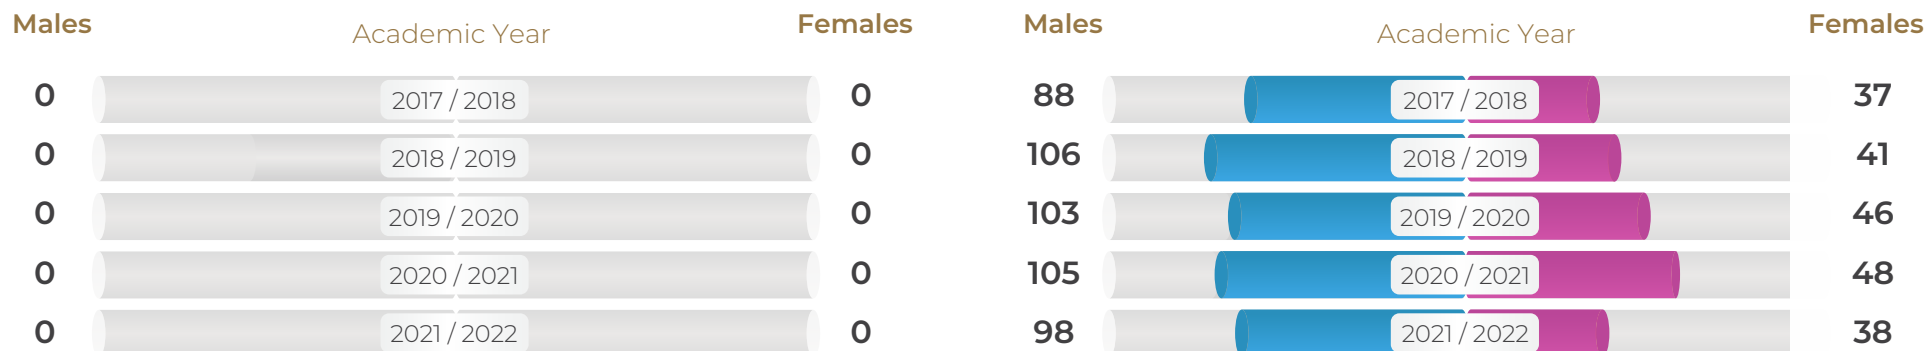 Males Academic Year Females
0 2017 / 2018 0
0 2018 / 2019 0
0 2019 / 2020 0
0 2020 / 2021 0
0 2021 / 2022 0
Males Academic Year Females
88 2017 / 2018 37
106 2018 / 2019 41
103 2019 / 2020 46
105 2020 / 2021 48
98 2021 / 2022 38